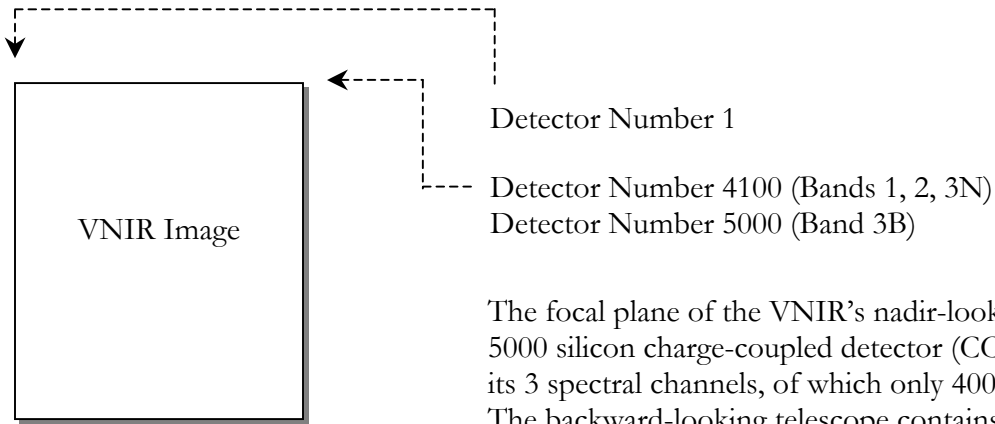 Detector Number 1
Detector Number 4100 (Bands 1, 2, 3N)
Detector Number 5000 (Band 3B)
VNIR Image
The focal plane of the VNIR’s nadir-look
5000 silicon charge-coupled detector (CC
its 3 spectral channels, of which only 400
The backward-looking telescope contains